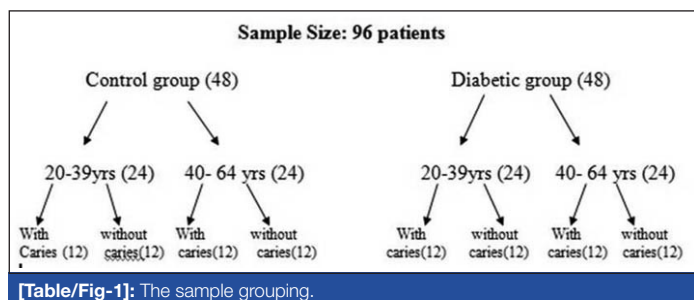 Sample Size: 96 patients
Control group (48) Diabetic group (48)
20-39yrs (24) 40- 64 yrs (24) 20-39yrs (24) 40- 64 yrs (24)
With without With without With without With without
Caries (12) caries(12) caries(12) caries(12) caries(12) caries(12) caries(12) caries(12)
[Table/Fig-1]: The sample grouping.